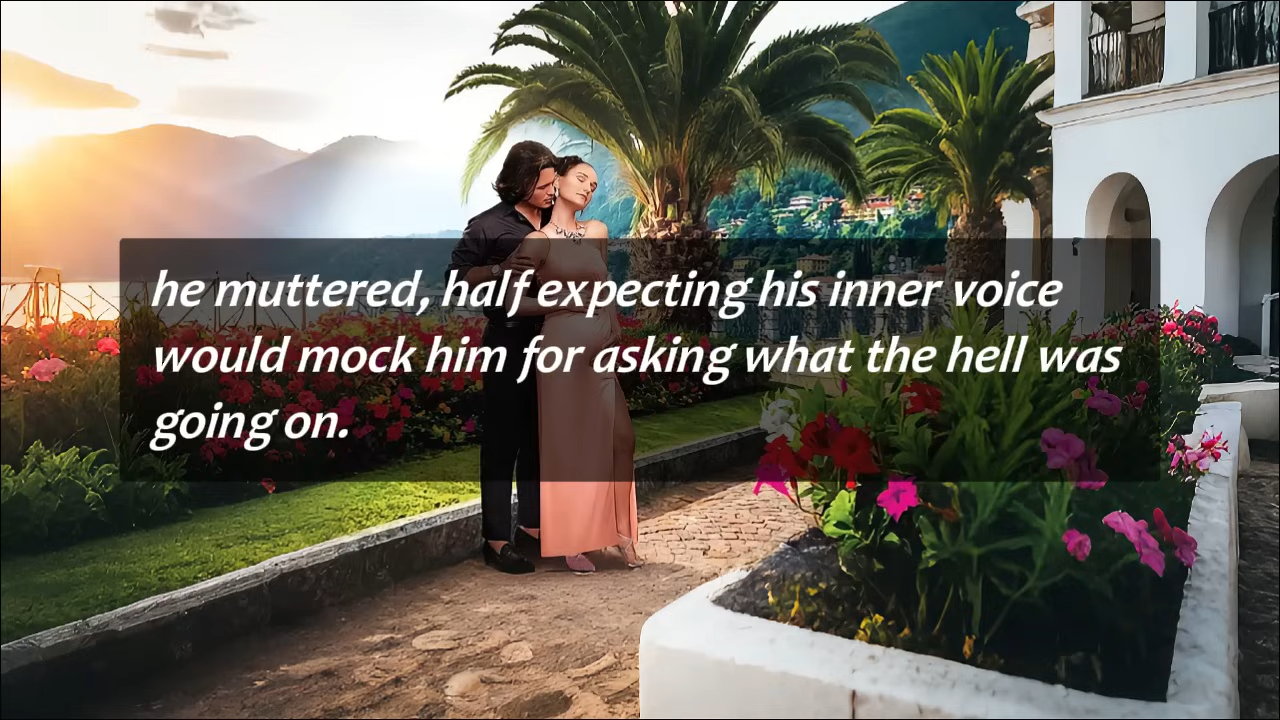 he muttered, half expecting his inner voice
would mock him for asking what the hell was
going on.